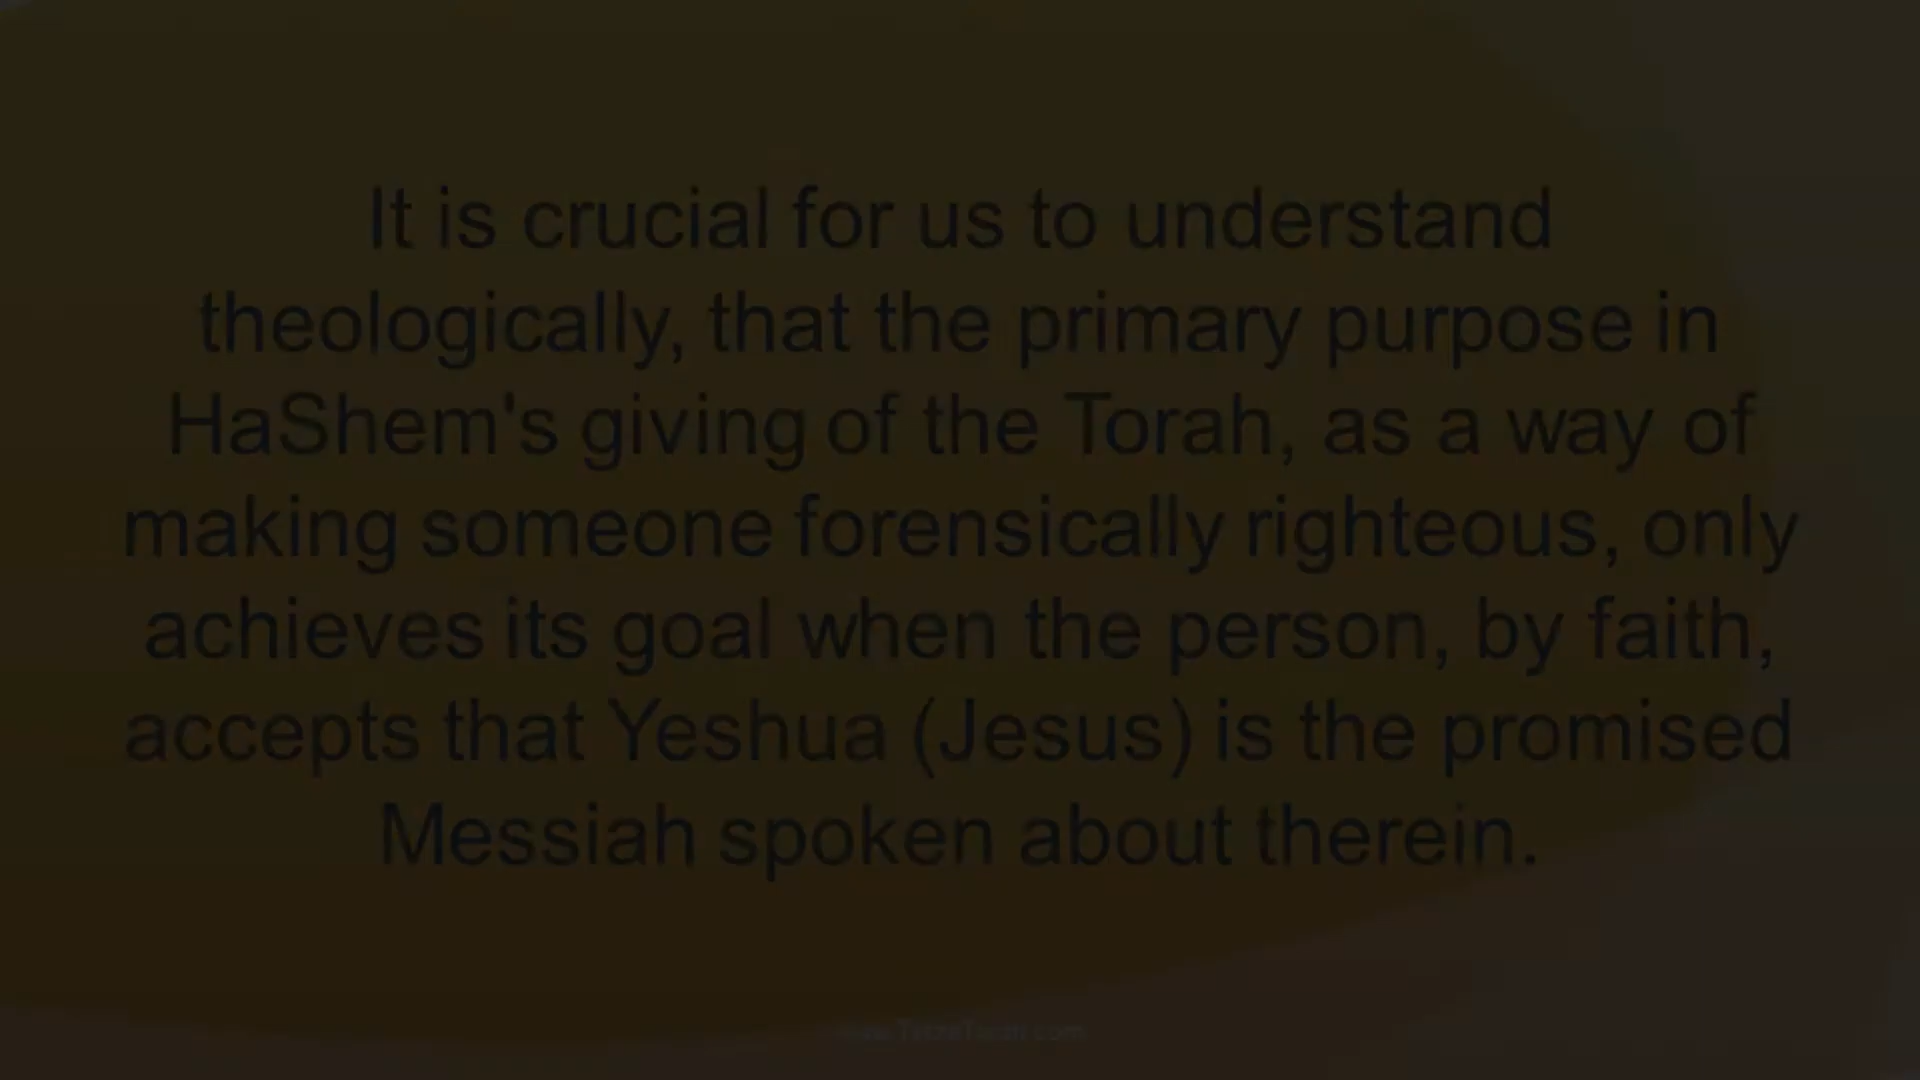 It is crucial for us to understand
theologically, that the primary purpose in
HaShem's giving of the Torah, as a way of
making someone forensically righteous, only
achieves its goal when the person, by faith,
accepts that Yeshua (Jesus) is the promised
Messiah spoken about therein.